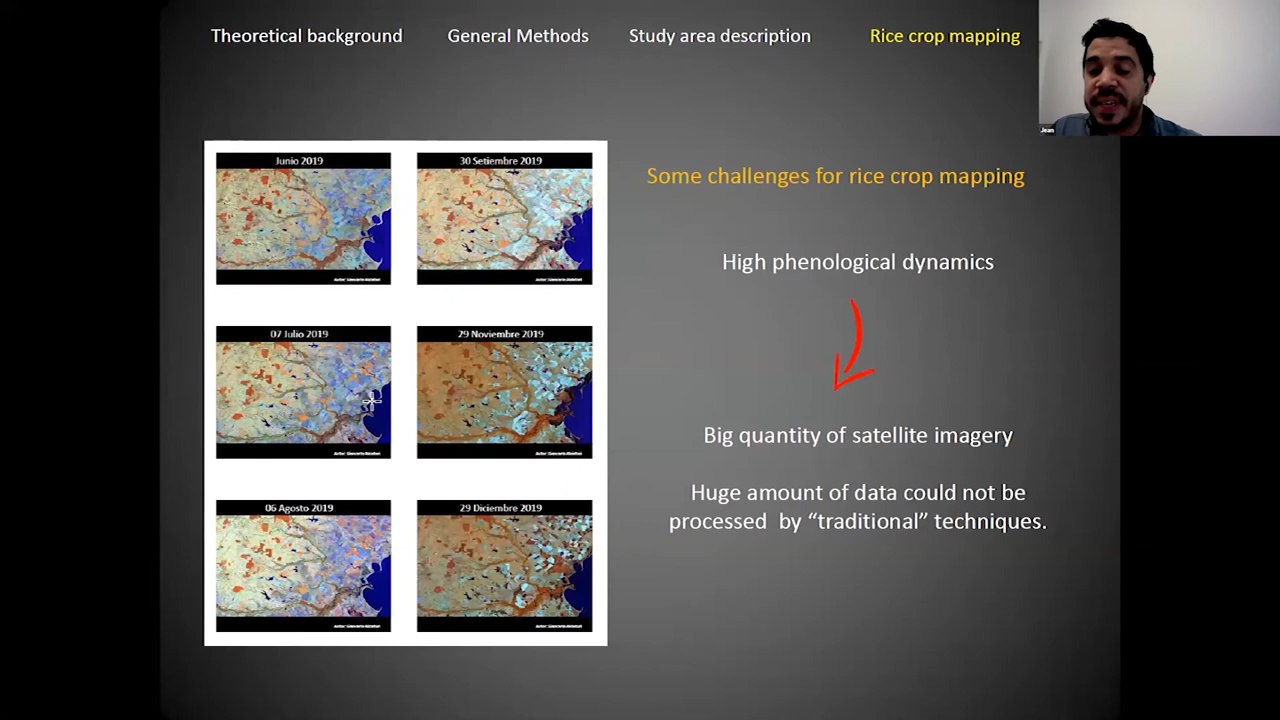 Theoretical background
General Methods
Study area description
Rice crop mapping
Jean
Some challenges for rice crop mapping
High phenological dynamics
Big quantity of satellite imagery
Huge amount of data could not be
processed by “traditional” techniques.
Junio 2019
30 Setiembre 2019
07 Julio 2019
29 Noviembre 2019
06 Agosto 2019
29 Diciembre 2019